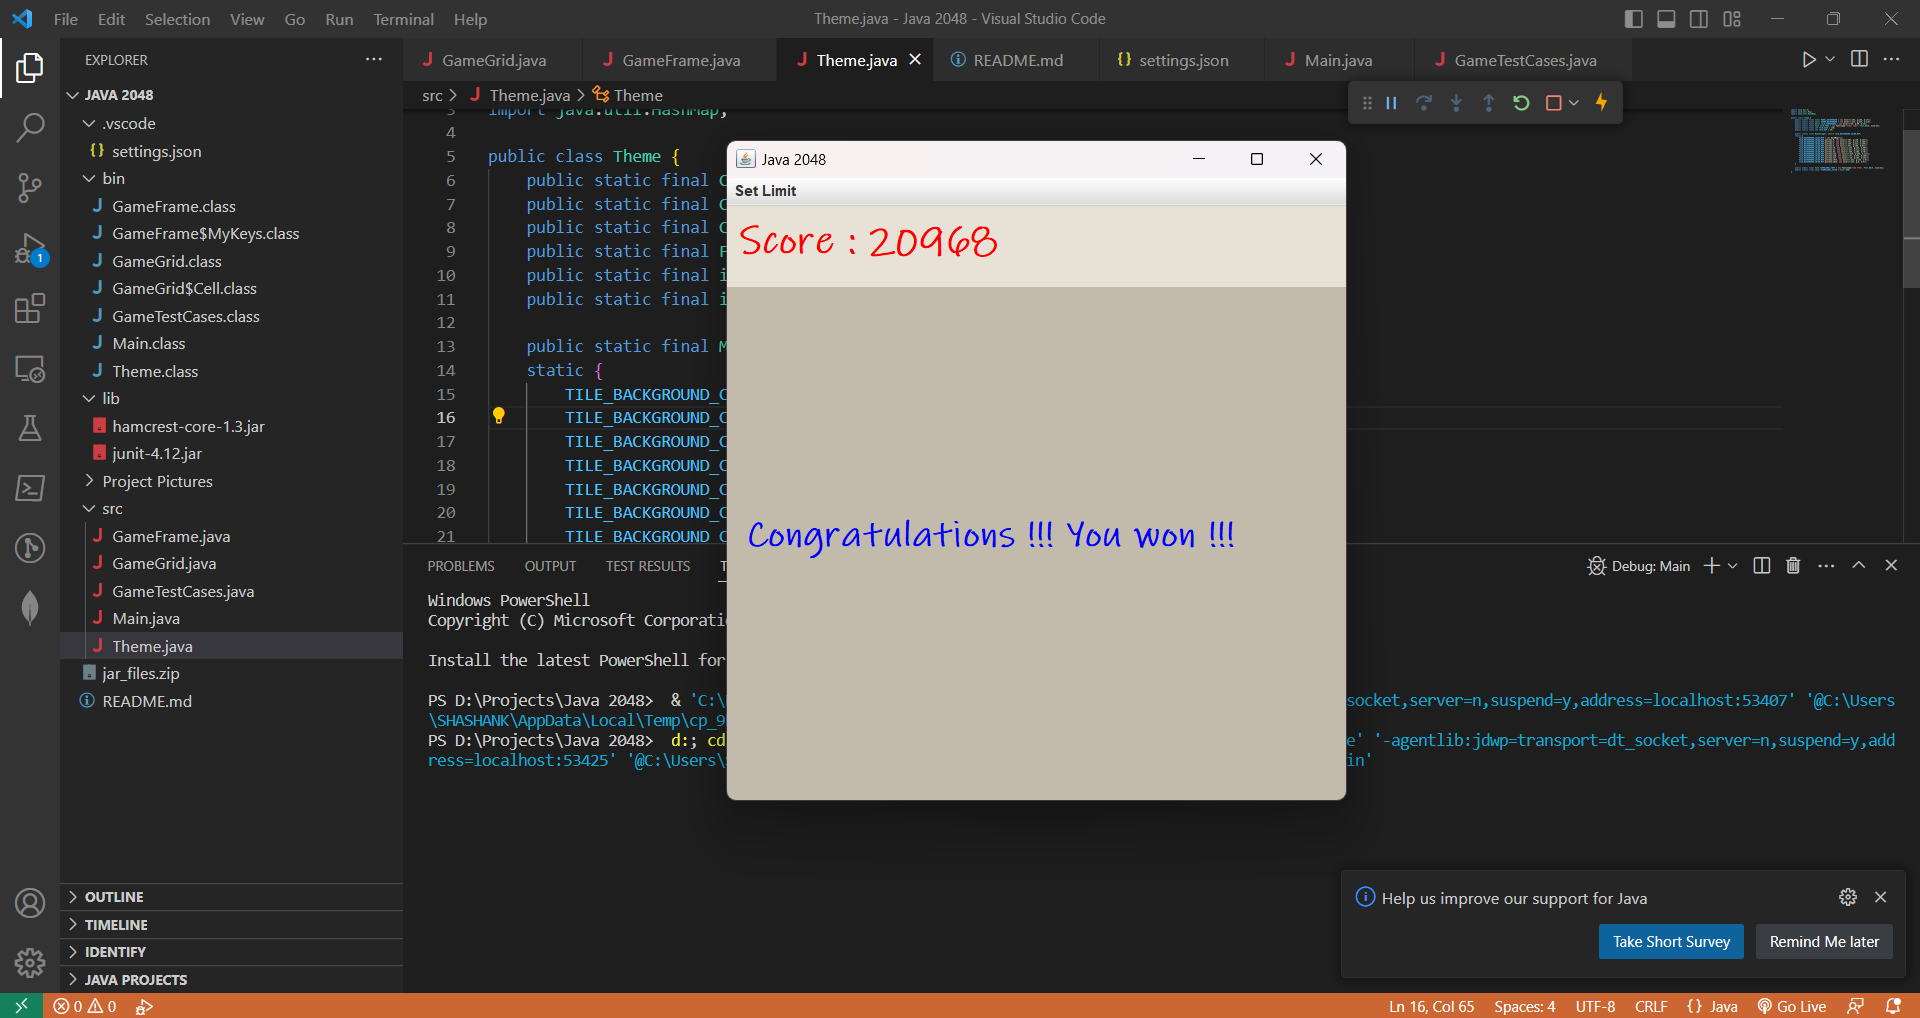 File Edit Selection View Go Run Terminal Help
Theme.java - Java 2048 - Visual Studio Code
EXPLORER
JAVA 2048
.vscode
settings.json
bin
GameFrame.class
GameFrame$MyKeys.class
GameGrid.class
GameGrid$Cell.class
GameTestCases.class
Main.class
Theme.class
lib
hamcrest-core-1.3.jar
junit-4.12.jar
Project Pictures
src
GameFrame.java
GameGrid.java
GameTestCases.java
Main.java
Theme.java
jar_files.zip
README.md
OUTLINE
TIMELINE
IDENTIFY
JAVA PROJECTS
1
GameGrid.java GameFrame.java Theme.java README.md settings.json Main.java GameTestCases.java
src > Theme.java > Theme
3 import java.util.HashMap;
4
5 public class Theme {
6 public static final C
7 public static final C
8 public static final C
9 public static final F
10 public static final i
11 public static final i
12
13 public static final M
14 static {
15 TILE_BACKGROUND_C
16 TILE_BACKGROUND_C
17 TILE_BACKGROUND_C
18 TILE_BACKGROUND_C
19 TILE_BACKGROUND_C
20 TILE_BACKGROUND_C
21 TILE_BACKGROUND_C
Java 2048
Set Limit
Score : 20968
Congratulations !!! You won !!!
PROBLEMS OUTPUT TEST RESULTS T
Debug: Main
Windows PowerShell
Copyright (C) Microsoft Corporati
Install the latest PowerShell for
PS D:\Projects\Java 2048> & 'C:\ socket,server=n,suspend=y,address=localhost:53407' '@C:\Users
\SHASHANK\AppData\Local\Temp\cp_9
PS D:\Projects\Java 2048> d:; cd e' '-agentlib:jdwp=transport=dt_socket,server=n,suspend=y,add
ress=localhost:53425' '@C:\Users\ in'
Help us improve our support for Java
Take Short Survey Remind Me later
0 0
Ln 16, Col 65 Spaces: 4 UTF-8 CRLF {} Java Go Live